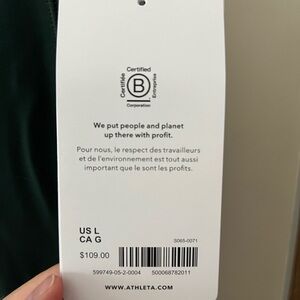 Certified
Certifiée
B
Entreprise
Corporation
We put people and planet
up there with profit.
Pour nous, le respect des travailleurs
et de l'environnement est tout aussi
important que le sont les profits.
US L
CA G
S065-0071
$109.00
599749-05-2-0004 500068782011
WWW.ATHLETA.COM